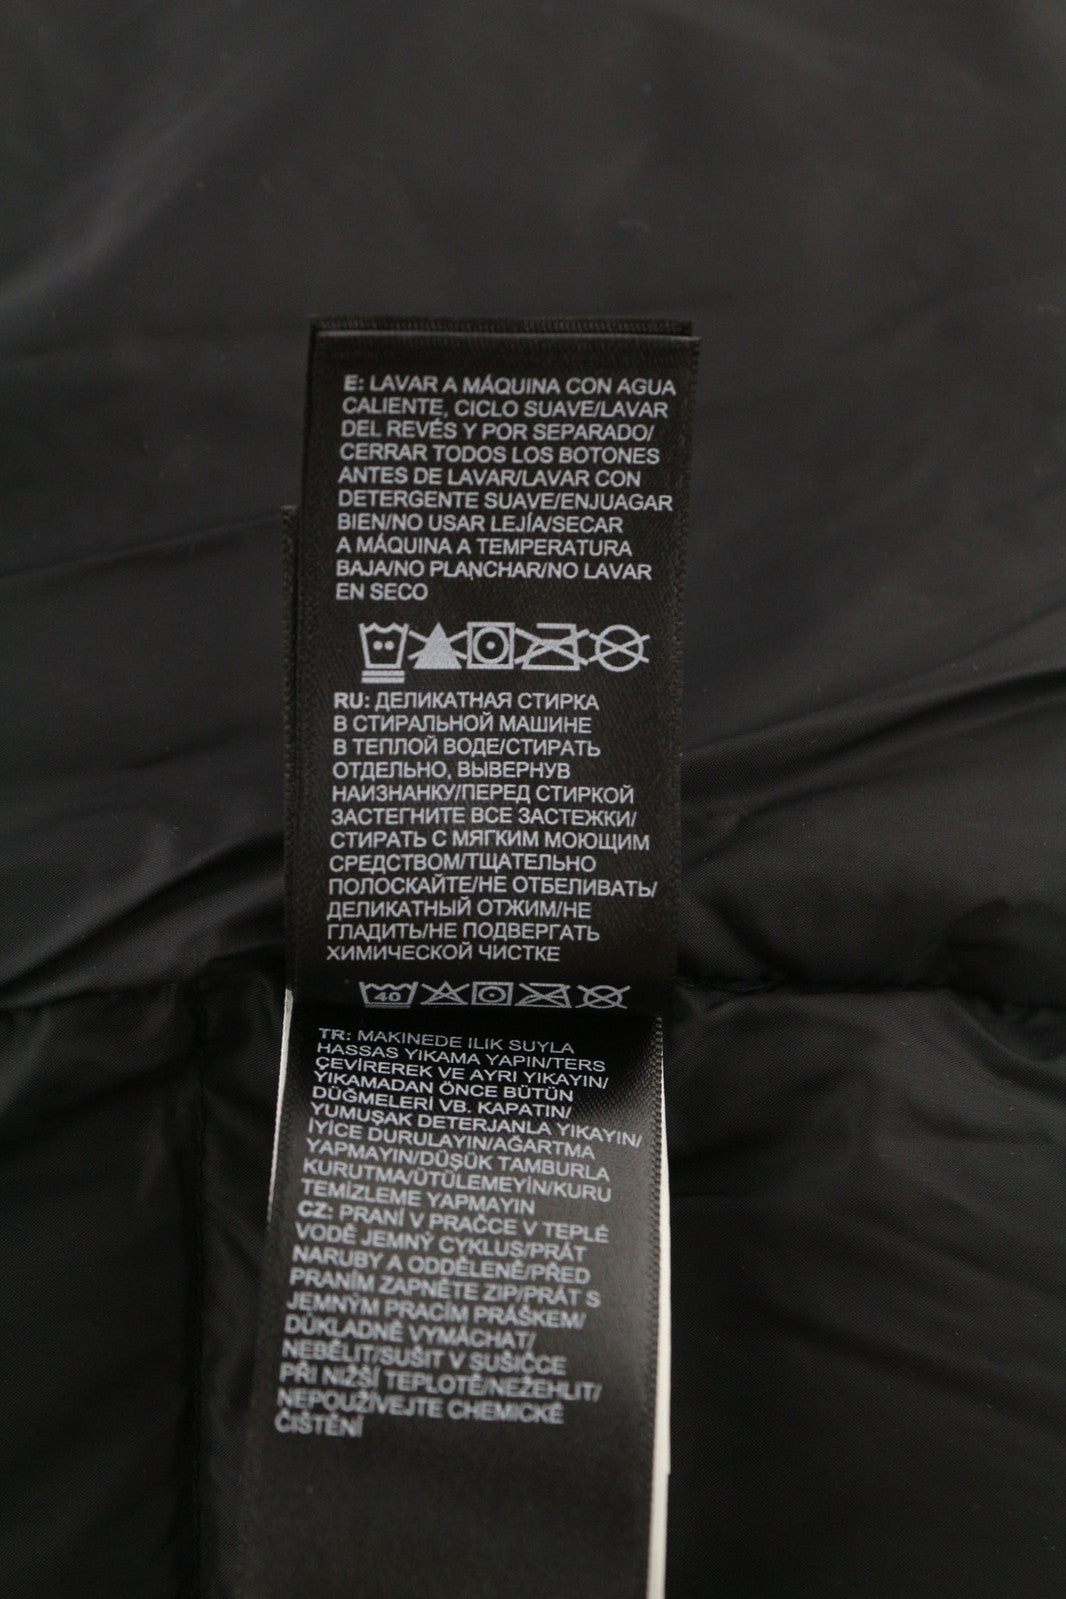 E: LAVAR A MÁQUINA CON AGUA
CALIENTE, CICLO SUAVE/LAVAR
DEL REVÉS Y POR SEPARADO/
CERRAR TODOS LOS BOTONES
ANTES DE LAVAR/LAVAR CON
DETERGENTE SUAVE/ENJUAGAR
BIEN/NO USAR LEJÍA/SECAR
A MÁQUINA A TEMPERATURA
BAJA/NO PLANCHAR/NO LAVAR
EN SECO
RU: ДЕЛИКАТНАЯ СТИРКА
В СТИРАЛЬНОЙ МАШИНЕ
В ТЕПЛОЙ ВОДЕ/СТИРАТЬ
ОТДЕЛЬНО, ВЫВЕРНУВ
НАИЗНАНКУ/ПЕРЕД СТИРКОЙ
ЗАСТЕГНИТЕ ВСЕ ЗАСТЕЖКИ/
СТИРАТЬ С МЯГКИМ МОЮЩИМ
СРЕДСТВОМ/ТЩАТЕЛЬНО
ПОЛОСКАЙТЕ/НЕ ОТБЕЛИВАТЬ/
ДЕЛИКАТНЫЙ ОТЖИМ/НЕ
ГЛАДИТЬ/НЕ ПОДВЕРГАТЬ
ХИМИЧЕСКОЙ ЧИСТКЕ
40
TR: MAKINEDE ILIK SUYLA
HASSAS YIKAMA YAPIN/TERS
ÇEVİREREK VE AYRI YIKAYIN/
YIKAMADAN ÖNCE BÜTÜN
DÜĞMELERİ VB. KAPATIN/
YUMUŞAK DETERJANLA YIKAYIN/
İYİCE DURULAYIN/AĞARTMA
YAPMAYIN/DÜŞÜK TAMBURLA
KURUTMA/ÜTÜLEMEYİN/KURU
TEMİZLEME YAPMAYIN
CZ: PRANÍ V PRAČCE V TEPLÉ
VODĚ JEMNÝ CYKLUS/PRÁT
NARUBY A ODDĚLENĚ/PŘED
PRANÍM ZAPNĚTE ZIP/PRÁT S
JEMNÝM PRACÍM PRÁŠKEM/
DŮKLADNĚ VYMÁCHAT/
NEBĚLIT/SUŠIT V SUŠIČCE
PŘI NIŽŠÍ TEPLOTĚ/NEŽEHLIT/
NEPOUŽÍVEJTE CHEMICKÉ
ČIŠTĚNÍ